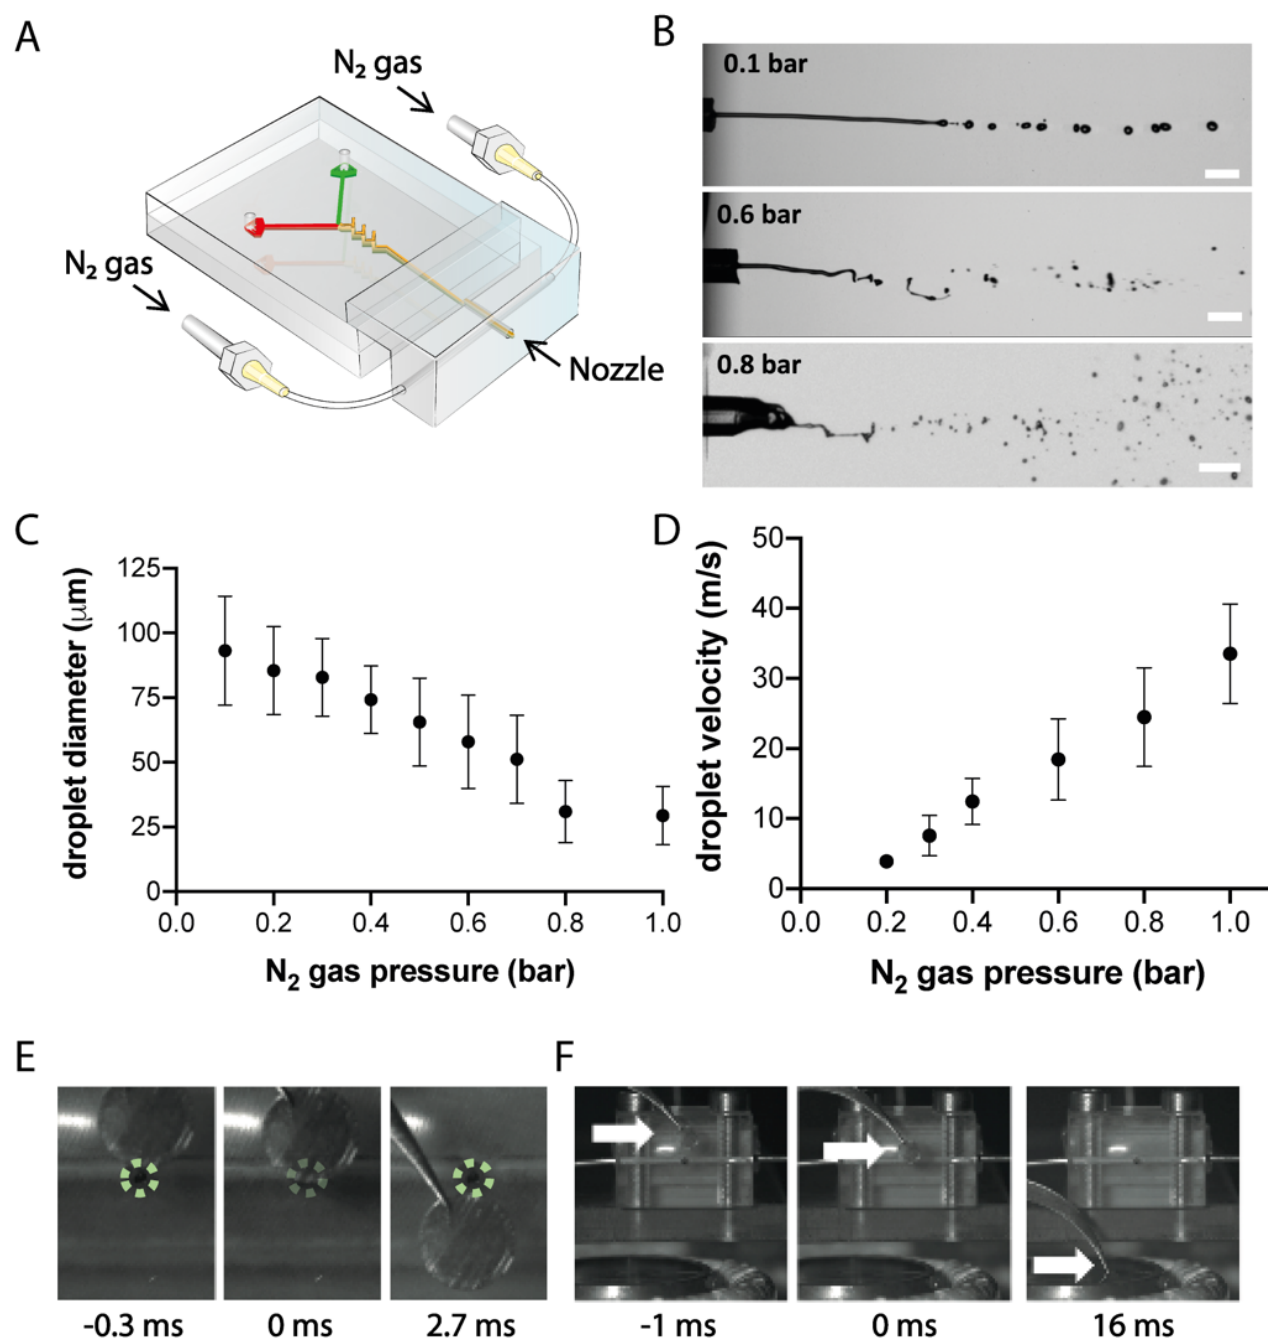 A
N₂ gas
N₂ gas
Nozzle
B
0.1 bar
0.6 bar
0.8 bar
C
droplet diameter (μm)
125
100
75
50
25
0
0.0 0.2 0.4 0.6 0.8 1.0
N₂ gas pressure (bar)
D
droplet velocity (m/s)
50
40
30
20
10
0
0.0 0.2 0.4 0.6 0.8 1.0
N₂ gas pressure (bar)
E
-0.3 ms 0 ms 2.7 ms
F
-1 ms 0 ms 16 ms